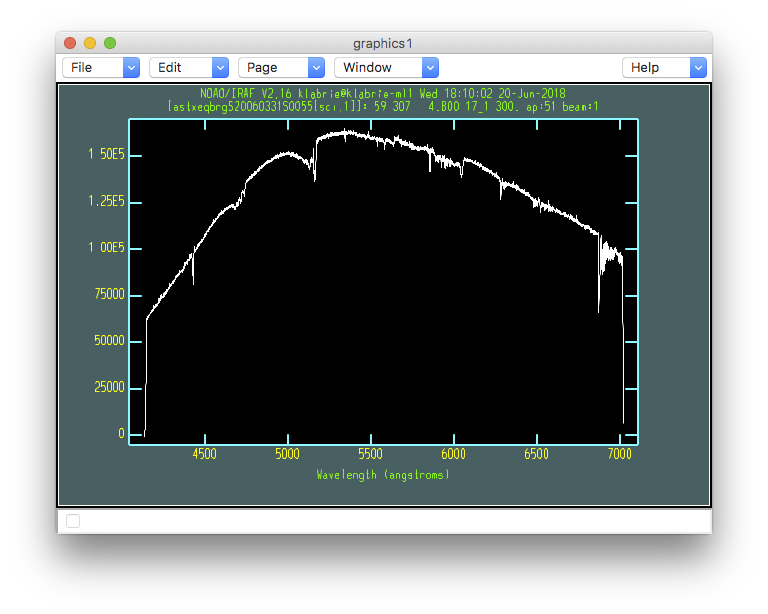 graphics1
File Edit Page Window Help
NOAO/IRAF V2.16 klabrie@klabrie-ml1 Wed 18:10:02 20-Jun-2018
[astxeqbrgS20060331S0055[sci,1]]: 59 307 4.B00 17_1 300. ap:51 beam:1
1 50E5
1.25E5
1 00E5
75000
50000
25000
0
4500 5000 5500 6000 6500 7000
Wavelength (angstroms)